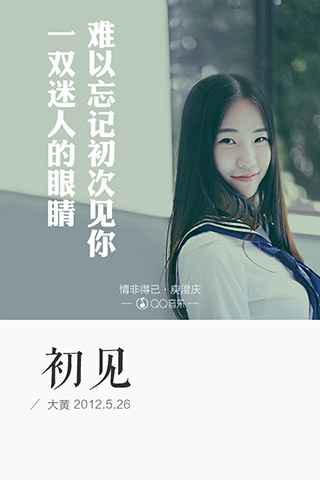 难以忘记初次见你
一双迷人的眼睛
情非得已·庾澄庆
QQ音乐
初见
大黄 2012.5.26